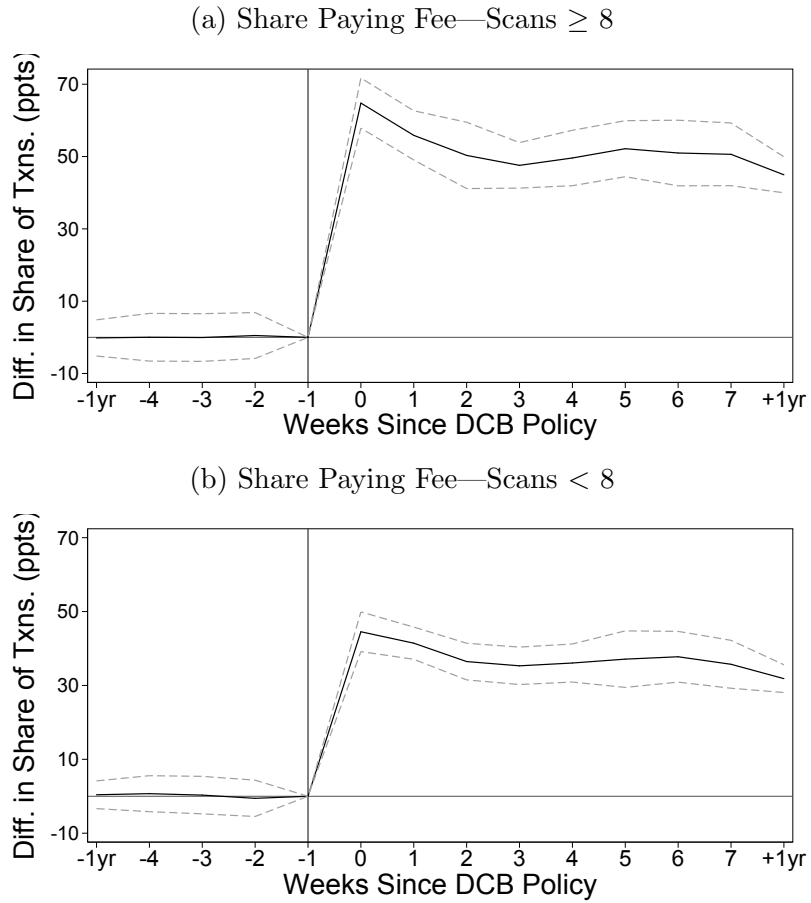 (a) Share Paying Fee—Scans ≥ 8
Diff. in Share of Txns. (ppts)
70
50
30
10
-10
-1yr -4 -3 -2 -1 0 1 2 3 4 5 6 7 +1yr
Weeks Since DCB Policy
(b) Share Paying Fee—Scans < 8
Diff. in Share of Txns. (ppts)
70
50
30
10
-10
-1yr -4 -3 -2 -1 0 1 2 3 4 5 6 7 +1yr
Weeks Since DCB Policy